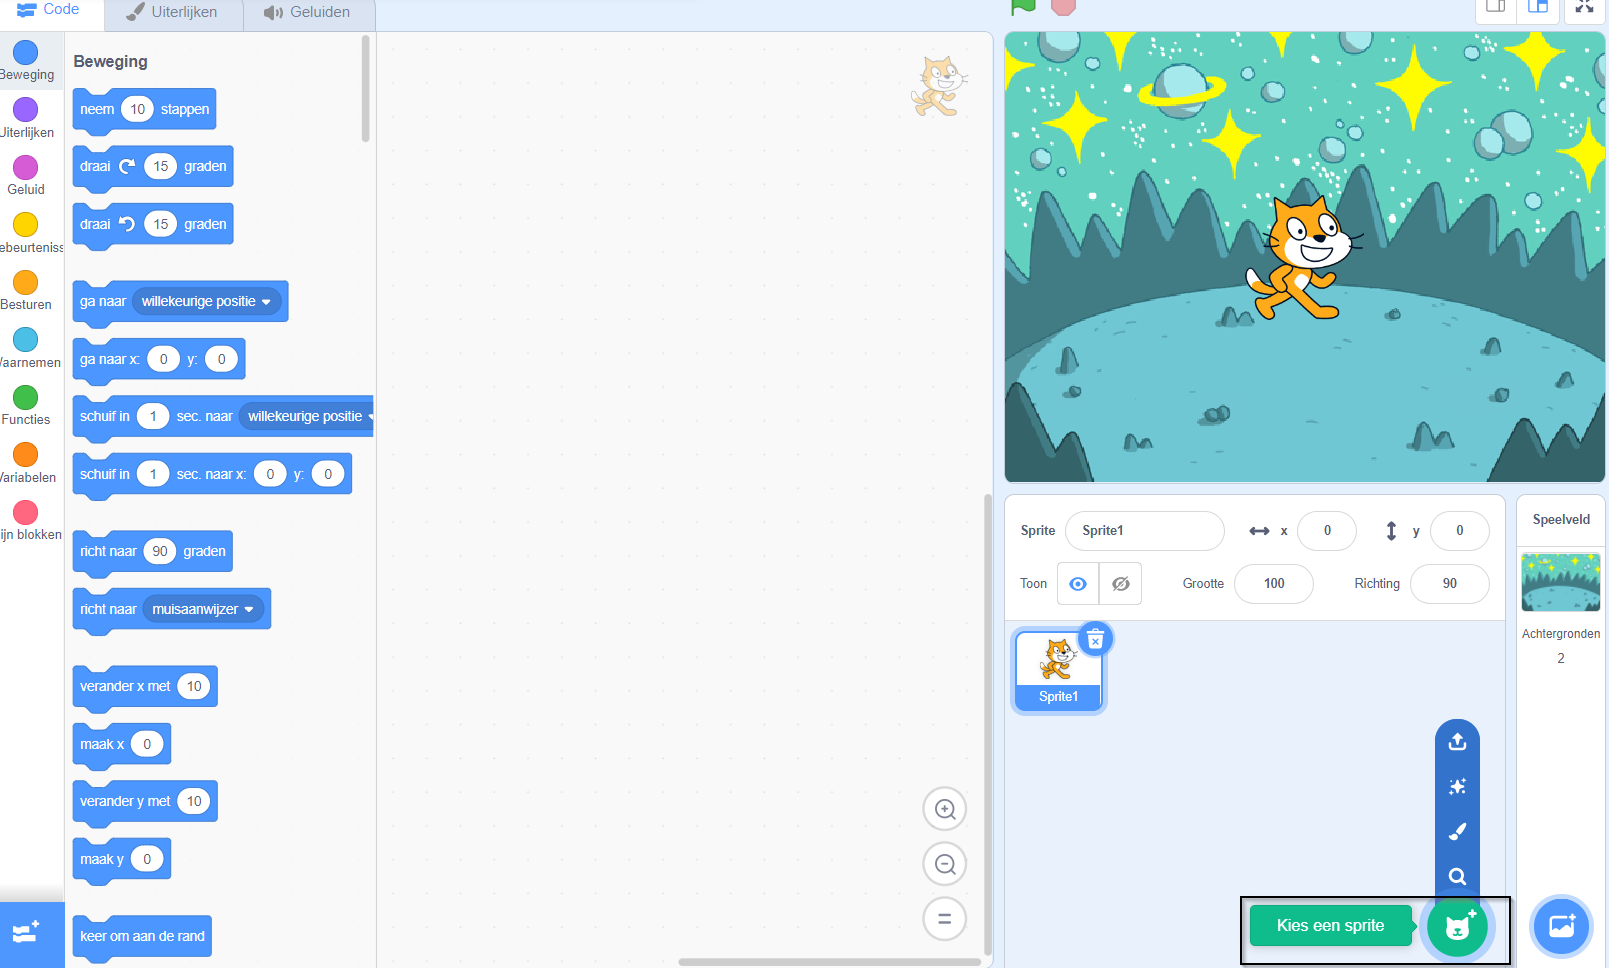 Code
Uiterlijken
Geluiden
Beweging
Uiterlijken
Geluid
ebeurteniss
Besturen
aarnemen
Functies
Variabelen
ijn blokken
Beweging
neem 10 stappen
draai 15 graden
draai 15 graden
ga naar willekeurige positie
ga naar x: 0 y: 0
schuif in 1 sec. naar willekeurige positie
schuif in 1 sec. naar x: 0 y: 0
richt naar 90 graden
richt naar muisaanwijzer
verander x met 10
maak x 0
verander y met 10
maak y 0
keer om aan de rand
Sprite Sprite1 x 0 y 0
Toon Grootte 100 Richting 90
Sprite1
Kies een sprite
Speelveld
Achtergronden
2